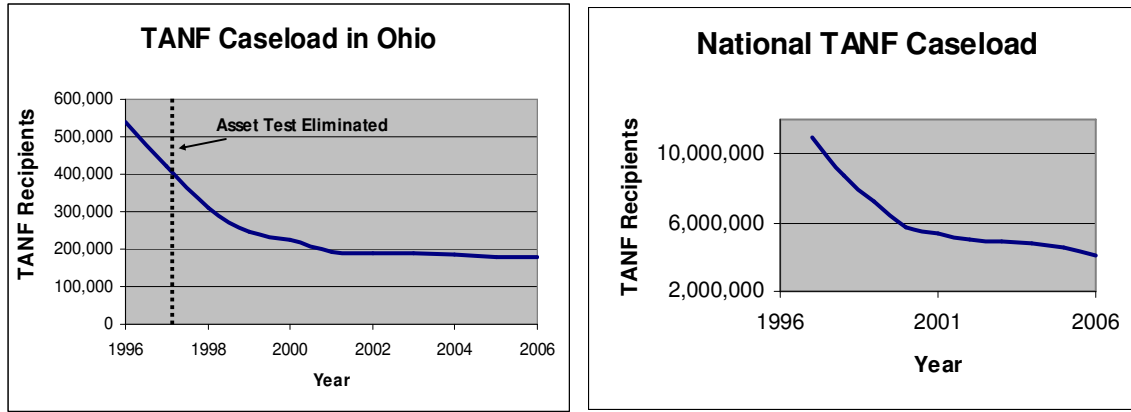 TANF Caseload in Ohio
600,000
500,000
400,000
300,000
200,000
100,000
0
Asset Test Eliminated
TANF Recipients
1996
1998
2000
2002
2004
2006
Year
National TANF Caseload
10,000,000
6,000,000
2,000,000
TANF Recipients
1996
2001
2006
Year